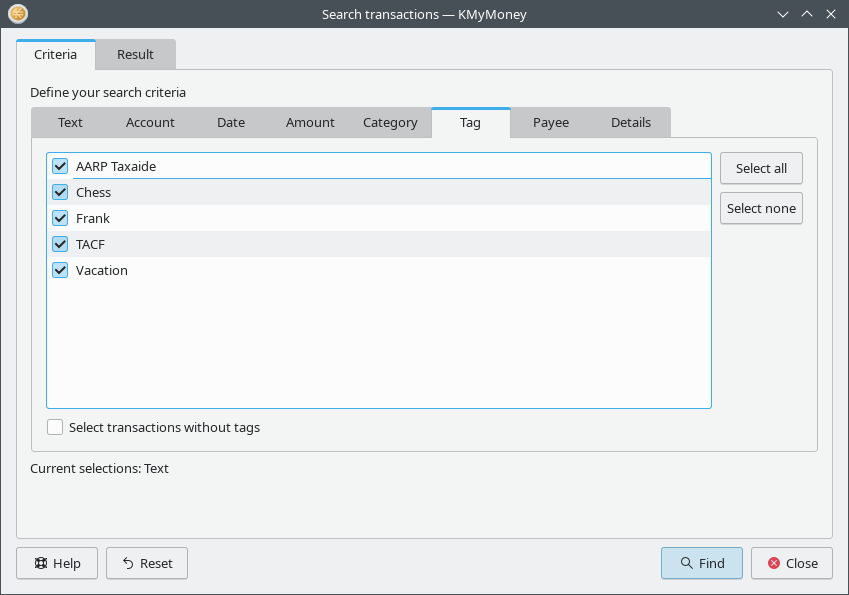 Search transactions — KMyMoney
Criteria Result
Define your search criteria
Text Account Date Amount Category Tag Payee Details
AARP Taxaide
Select all
Chess
Select none
Frank
TACF
Vacation
Select transactions without tags
Current selections: Text
Help Reset Find Close